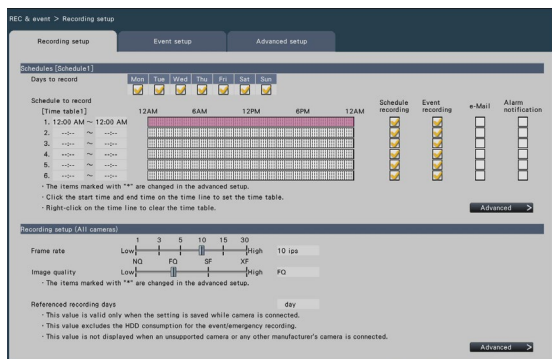 REC & event > Recording setup
Recording setup Event setup Advanced setup
Schedules [Schedule1]
Days to record Mon Tue Wed Thu Fri Sat Sun
Schedule to record
[Time table1] 12AM 6AM 12PM 6PM 12AM Schedule recording Event recording e-Mail Alarm notification
1. 12:00 AM ~ 12:00 AM
2. --:-- ~ --:--
3. --:-- ~ --:--
4. --:-- ~ --:--
5. --:-- ~ --:--
6. --:-- ~ --:--
· The items marked with "*" are changed in the advanced setup.
· Click the start time and end time on the time line to set the time table.
· Right-click on the time line to clear the time table.
Advanced >
Recording setup (All cameras)
1 3 5 10 15 30
Frame rate Low High 10 ips
NQ FQ SF XF
Image quality Low High FQ
· The items marked with "*" are changed in the advanced setup.
Referenced recording days day
· This value is valid only when the setting is saved while camera is connected.
· This value excludes the HDD consumption for the event/emergency recording.
· This value is not displayed when an unsupported camera or any other manufacturer's camera is connected.
Advanced >